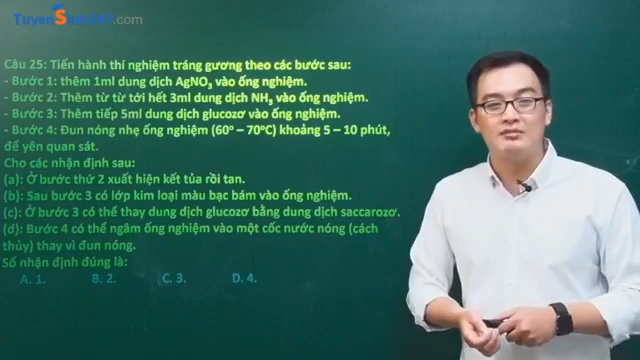 TuyenSinh247.com
Câu 25: Tiến hành thí nghiệm tráng gương theo các bước sau:
- Bước 1: thêm 1ml dung dịch AgNO₃ vào ống nghiệm.
- Bước 2: Thêm từ từ tới hết 3ml dung dịch NH₃ vào ống nghiệm.
- Bước 3: Thêm tiếp 5ml dung dịch glucozơ vào ống nghiệm.
- Bước 4: Đun nóng nhẹ ống nghiệm (60° – 70°C) khoảng 5 – 10 phút,
để yên quan sát.
Cho các nhận định sau:
(a): Ở bước thứ 2 xuất hiện kết tủa rồi tan.
(b): Sau bước 3 có lớp kim loại màu bạc bám vào ống nghiệm.
(c): Ở bước 3 có thể thay dung dịch glucozơ bằng dung dịch saccarozơ.
(d): Bước 4 có thể ngâm ống nghiệm vào một cốc nước nóng (cách
thủy) thay vì đun nóng.
Số nhận định đúng là:
A. 1. B. 2. C. 3. D. 4.